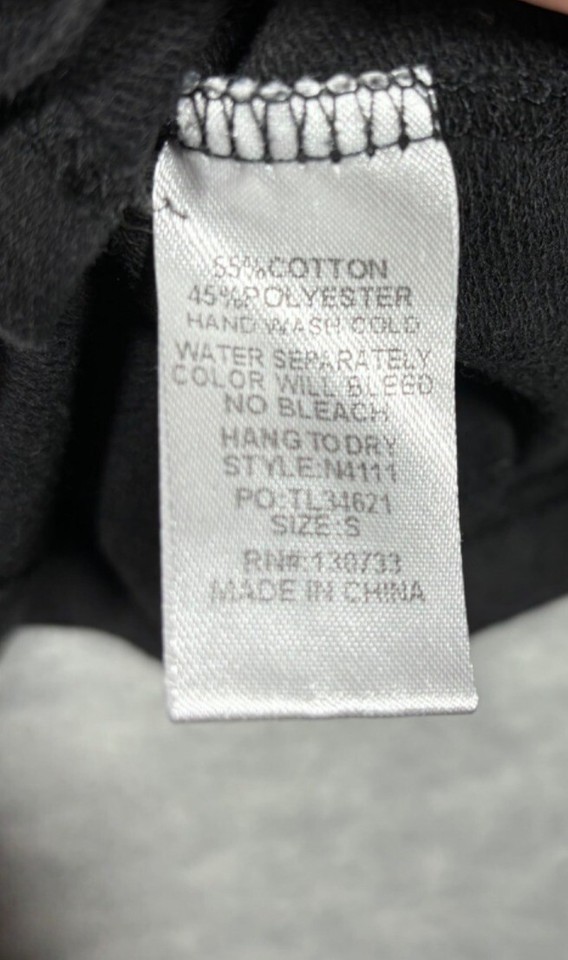 55%COTTON
45%POLYESTER
HAND WASH COLD
WATER SEPARATELY
COLOR WILL BLEED
NO BLEACH
HANG TO DRY
STYLE:N4111
PO:TL34621
SIZE:S
RN#:130733
MADE IN CHINA